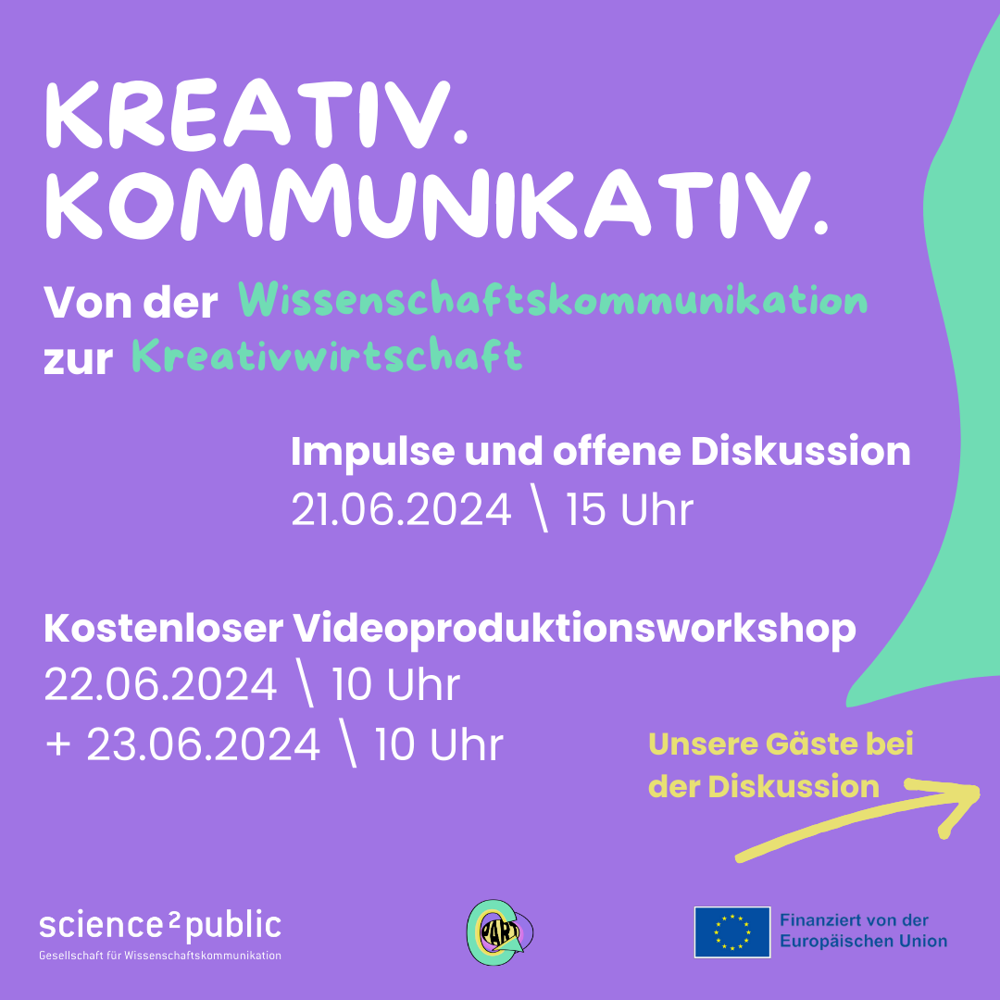 KREATIV.
KOMMUNIKATIV.
Von der Wissenschaftskommunikation
zur Kreativwirtschaft
Impulse und offene Diskussion
21.06.2024 \ 15 Uhr
Kostenloser Videoproduktionsworkshop
22.06.2024 \ 10 Uhr
+ 23.06.2024 \ 10 Uhr
Unsere Gäste bei
der Diskussion
science²public
Gesellschaft für Wissenschaftskommunikation
PART
Finanziert von der
Europäischen Union